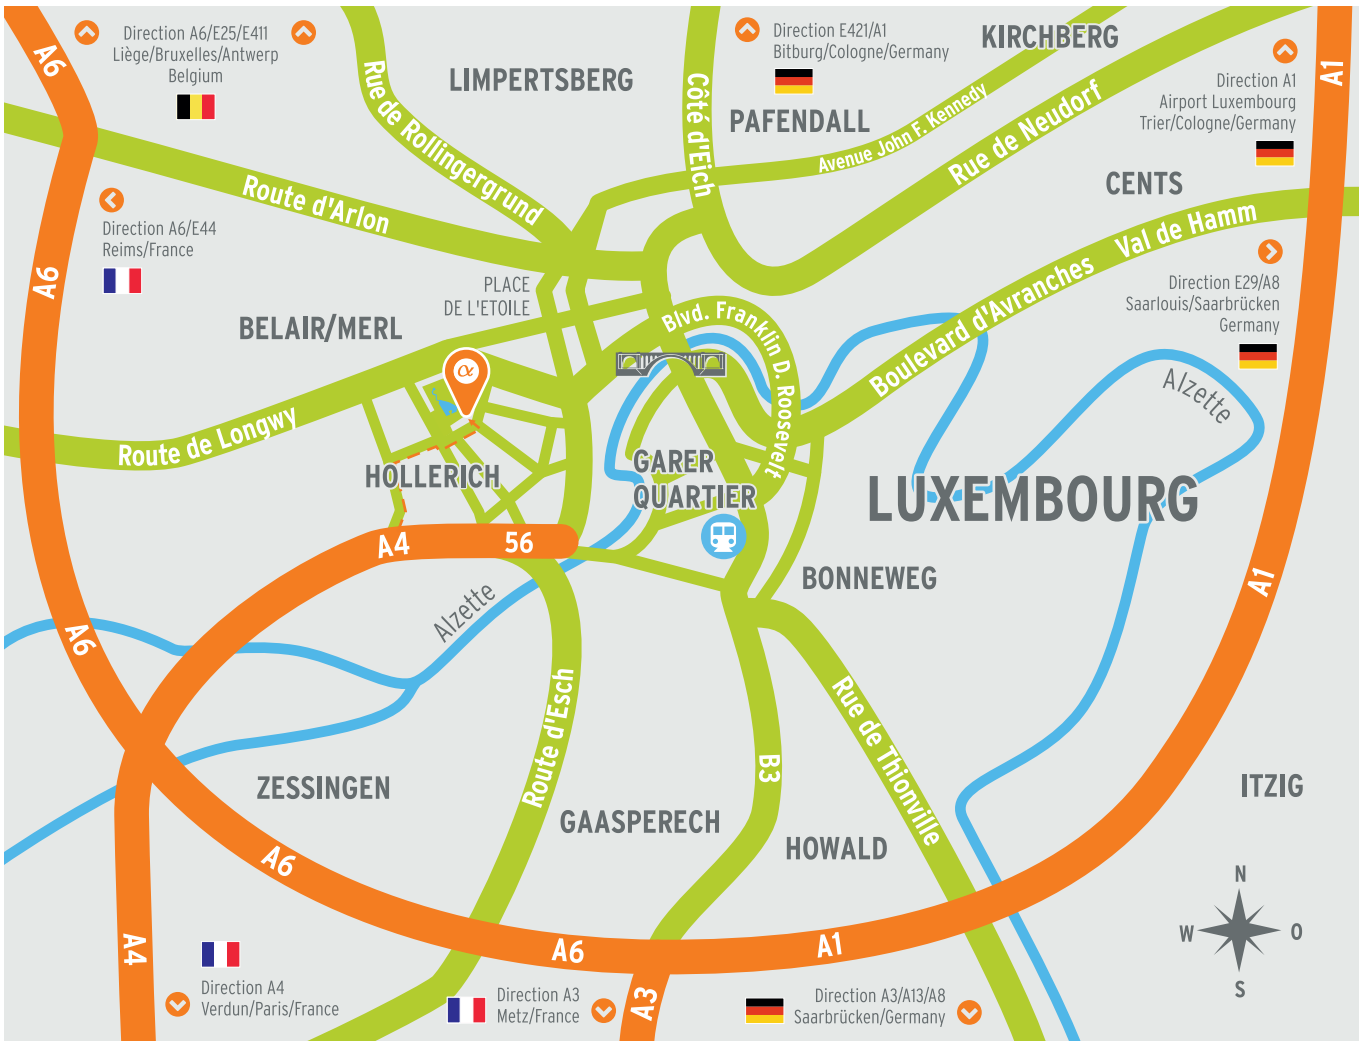 A6
Direction A6/E25/E411
Liège/Bruxelles/Antwerp
Belgium
Rue de Rollingergrund
LIMPERTSBERG
Côté d'Eich
Direction E421/A1
Bitburg/Cologne/Germany
KIRCHBERG
PAFENDALL
Avenue John F. Kennedy
Rue de Neudorf
Direction A1
Airport Luxembourg
Trier/Cologne/Germany
A1
CENTS
Route d'Arlon
Direction A6/E44
Reims/France
A6
PLACE
DE L'ETOILE
BELAIR/MERL
Blvd. Franklin D. Roosevelt
Boulevard d'Avranches
Val de Hamm
Direction E29/A8
Saarlouis/Saarbrücken
Germany
Alzette
α
Route de Longwy
HOLLERICH
GARER
QUARTIER
LUXEMBOURG
A4
56
BONNEWEG
A1
Alzette
A6
Route d'Esch
Rue de Thionville
B3
ZESSINGEN
GAASPERECH
HOWALD
ITZIG
A6
N
W
O
S
A4
A6
A1
Direction A4
Verdun/Paris/France
Direction A3
Metz/France
A3
Direction A3/A13/A8
Saarbrücken/Germany